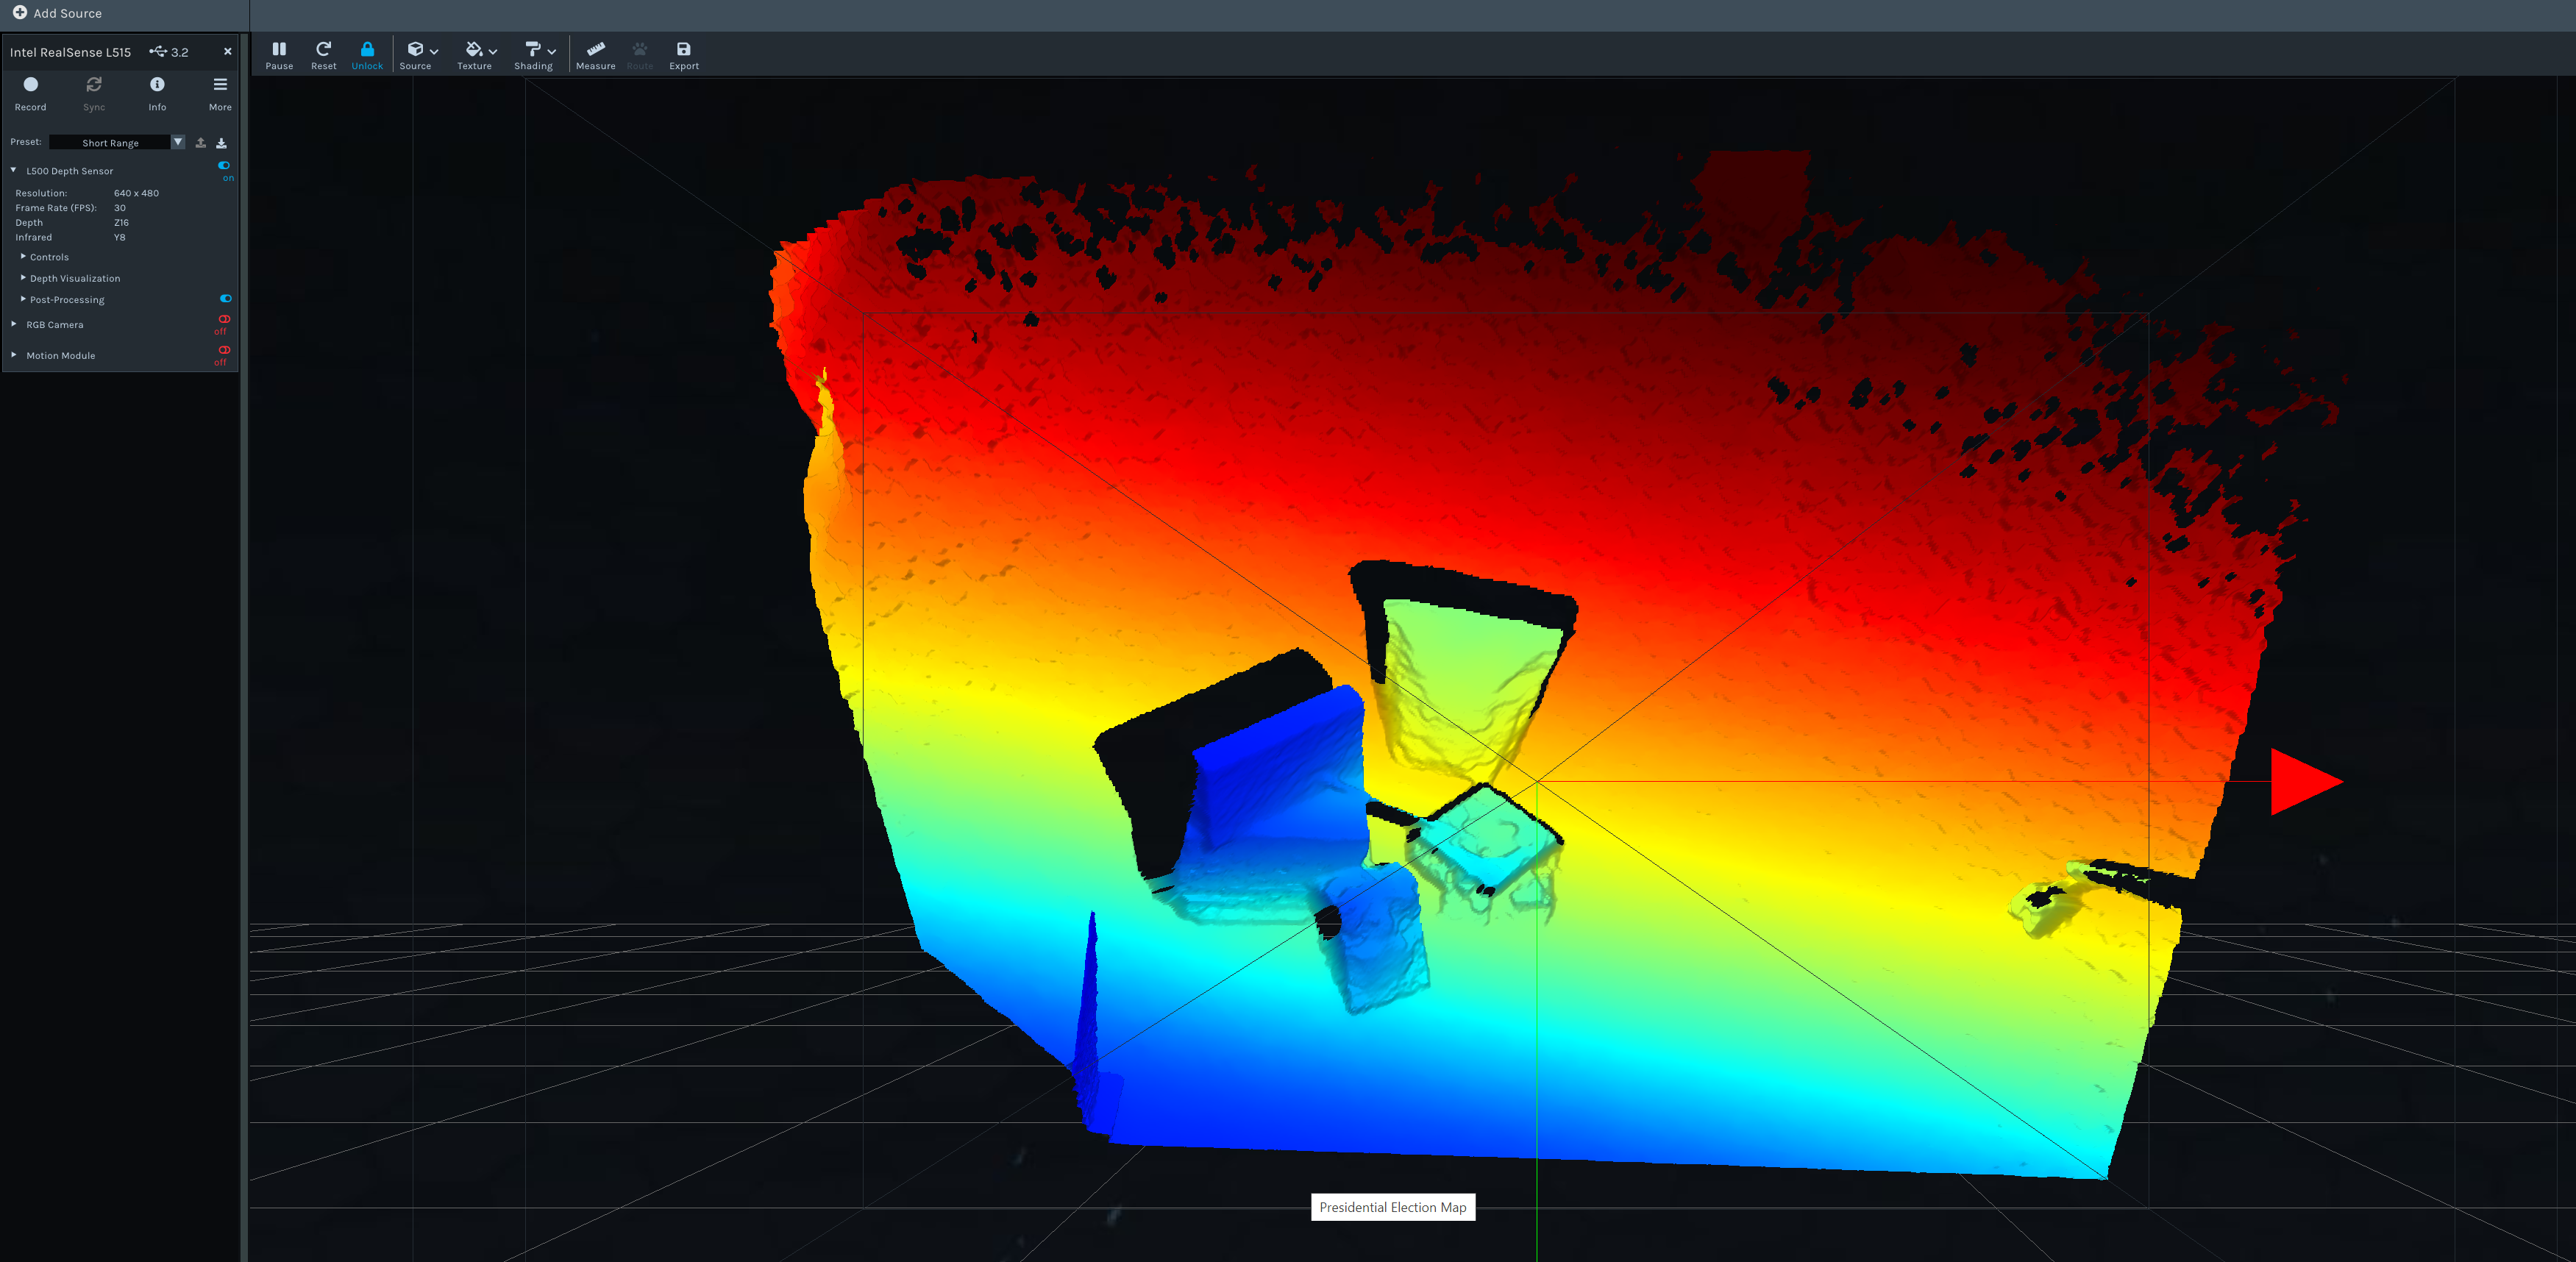 Add Source
Intel RealSense L515 3.2
Record Sync Info More
Pause Reset Unlock Source Texture Shading Measure Route Export
Preset: Short Range
L500 Depth Sensor on
Resolution: 640 x 480
Frame Rate (FPS): 30
Depth Z16
Infrared Y8
Controls
Depth Visualization
Post-Processing
RGB Camera off
Motion Module off
Presidential Election Map